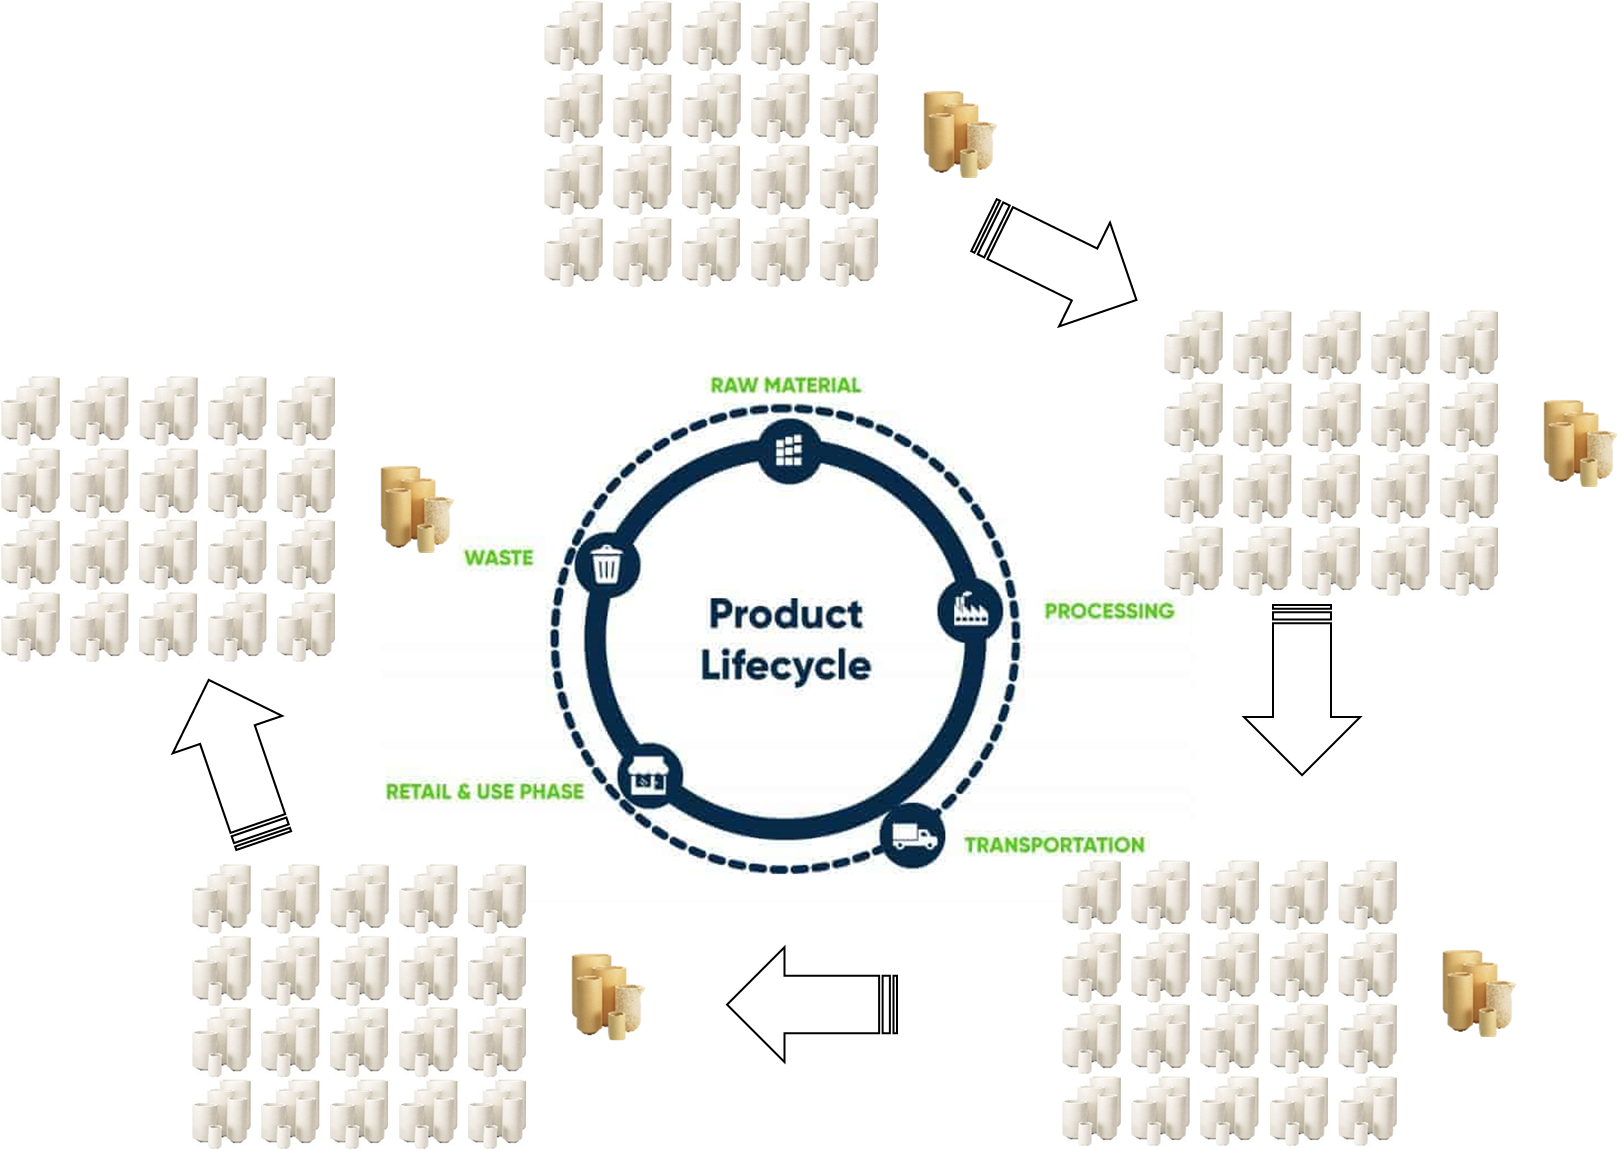 RAW MATERIAL
WASTE
Product
Lifecycle
PROCESSING
RETAIL & USE PHASE
TRANSPORTATION